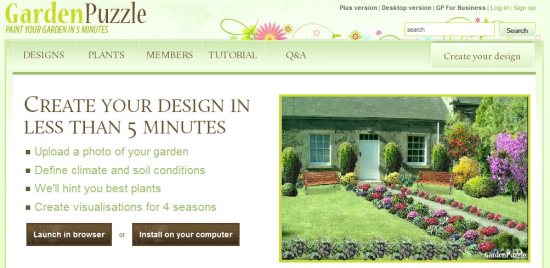 GardenPuzzle
PAINT YOUR GARDEN IN 5 MINUTES
Plus version | Desktop version | GP For Business | Log in | Sign up
search
Search
DESIGNS PLANTS MEMBERS TUTORIAL Q&A
Create your design
CREATE YOUR DESIGN IN
LESS THAN 5 MINUTES
Upload a photo of your garden
Define climate and soil conditions
We'll hint you best plants
Create visualisations for 4 seasons
Launch in browser or Install on your computer
GardenPuzzle